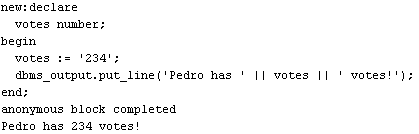 new:declare
  votes number;
begin
  votes := '234';
  dbms_output.put_line('Pedro has ' || votes || ' votes!');
end;
anonymous block completed
Pedro has 234 votes!